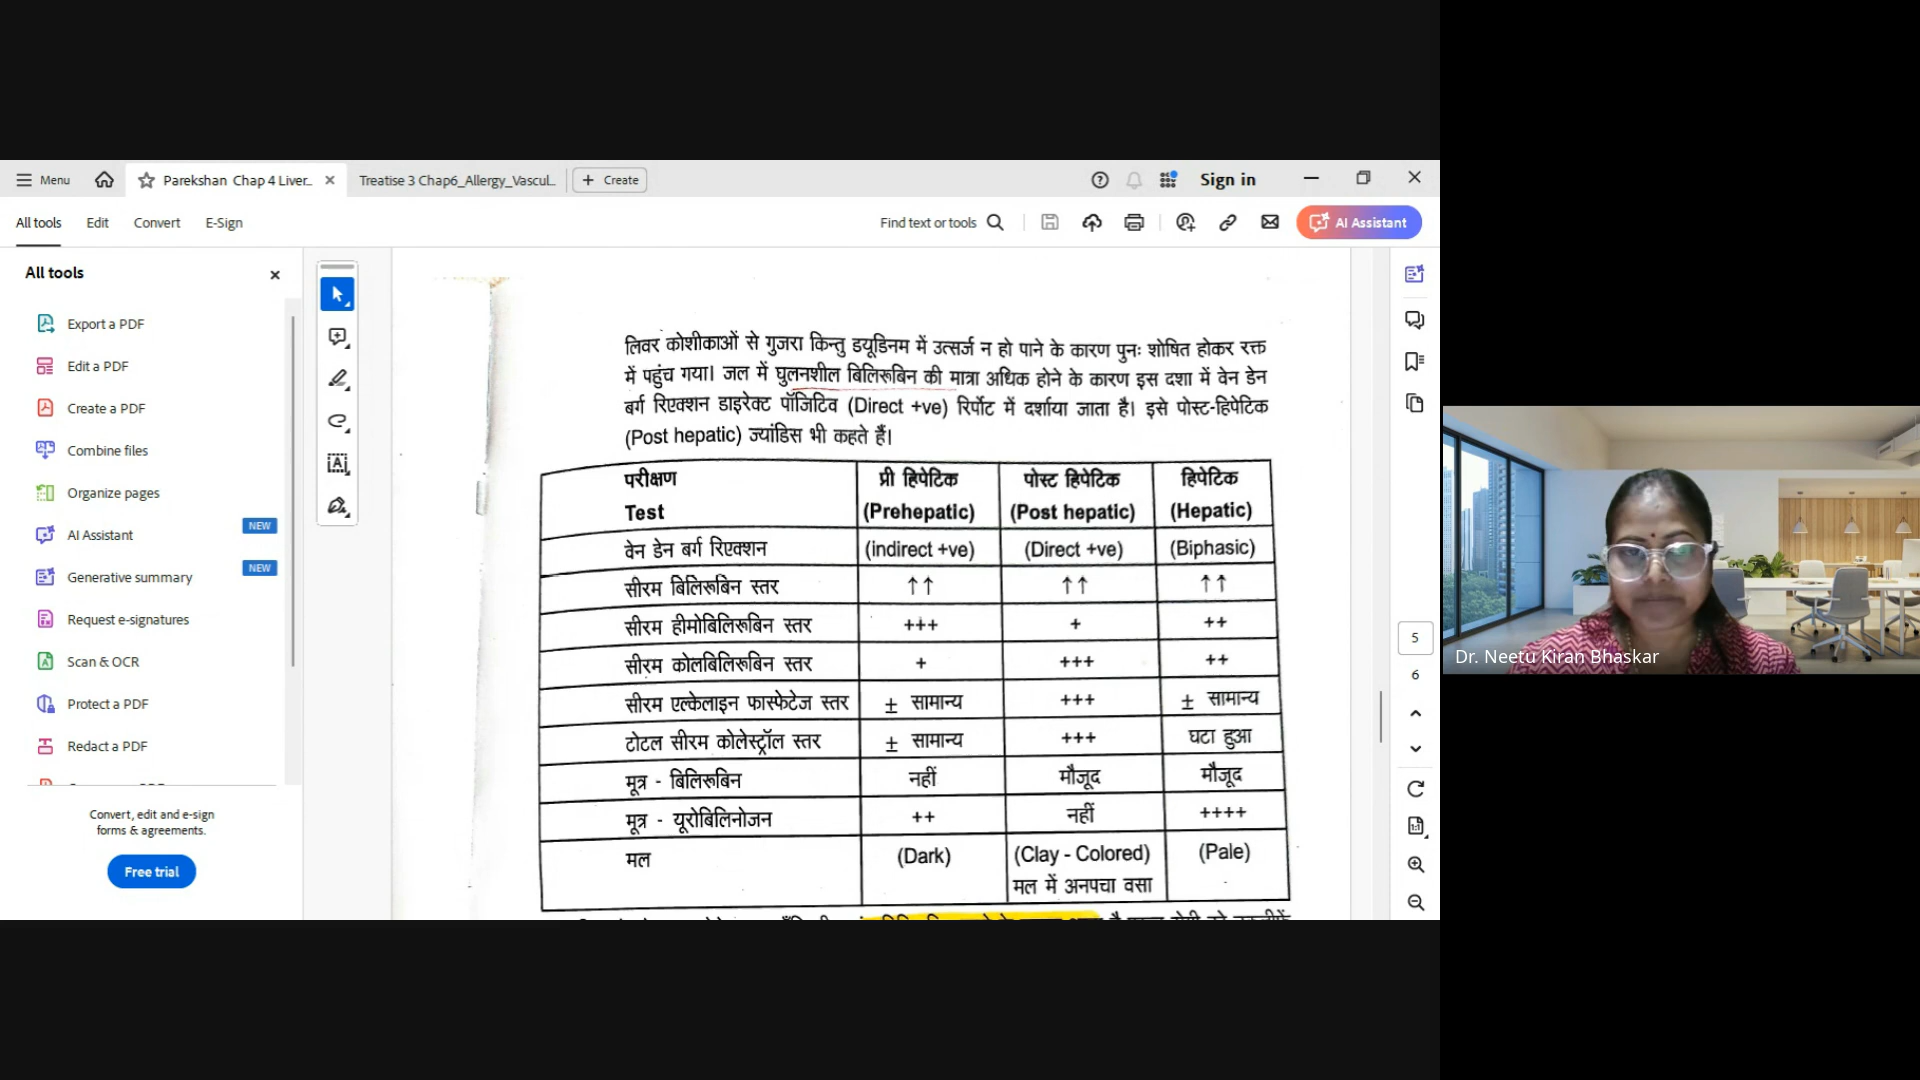 Menu
Parekshan Chap 4 Liver...
Treatise 3 Chap6_Allergy_Vascul...
Create
Sign in
All tools
Edit
Convert
E-Sign
Find text or tools
AI Assistant
All tools
Export a PDF
Edit a PDF
Create a PDF
Combine files
Organize pages
AI Assistant NEW
Generative summary NEW
Request e-signatures
Scan & OCR
Protect a PDF
Redact a PDF
Convert, edit and e-sign
forms & agreements.
Free trial
लिवर कोशीकाओं से गुजरा किन्तु डयूडिनम में उत्सर्ज न हो पाने के कारण पुनः शोषित होकर रक्त
में पहुंच गया। जल में घुलनशील बिलिरूबिन की मात्रा अधिक होने के कारण इस दशा में वेन डेन
बर्ग रिएक्शन डाइरेक्ट पॉजिटिव (Direct +ve) रिर्पोट में दर्शाया जाता है। इसे पोस्ट-हिपेटिक
(Post hepatic) ज्यांडिस भी कहते हैं।
परीक्षण प्री हिपेटिक पोस्ट हिपेटिक हिपेटिक
Test (Prehepatic) (Post hepatic) (Hepatic)
वेन डेन बर्ग रिएक्शन (indirect +ve) (Direct +ve) (Biphasic)
सीरम बिलिरूबिन स्तर ↑↑ ↑↑ ↑↑
सीरम हीमोबिलिरूबिन स्तर +++ + ++
सीरम कोलबिलिरूबिन स्तर + +++ ++
सीरम एल्केलाइन फास्फेटेज स्तर ± सामान्य +++ ± सामान्य
टोटल सीरम कोलेस्ट्रॉल स्तर ± सामान्य +++ घटा हुआ
मूत्र - बिलिरूबिन नहीं मौजूद मौजूद
मूत्र - यूरोबिलिनोजन ++ नहीं ++++
मल (Dark) (Clay - Colored) (Pale)
मल में अनपचा वसा
5
6
Dr. Neetu Kiran Bhaskar